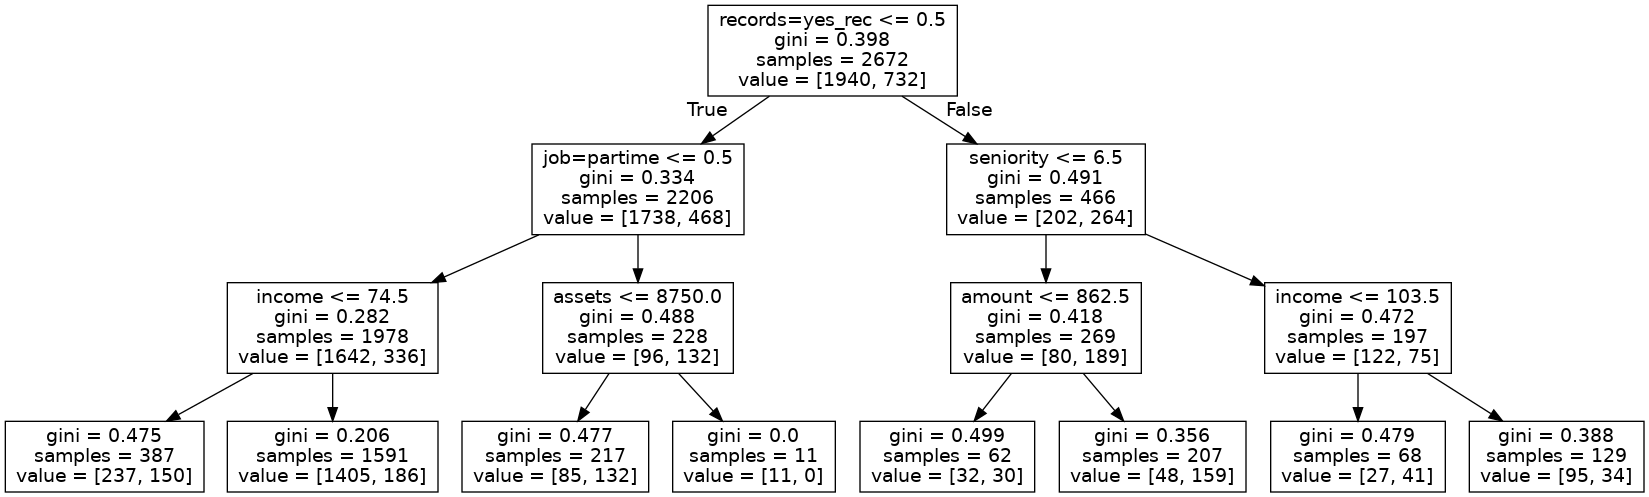 records=yes_rec <= 0.5
gini = 0.398
samples = 2672
value = [1940, 732]
True
False
job=partime <= 0.5
gini = 0.334
samples = 2206
value = [1738, 468]
seniority <= 6.5
gini = 0.491
samples = 466
value = [202, 264]
income <= 74.5
gini = 0.282
samples = 1978
value = [1642, 336]
assets <= 8750.0
gini = 0.488
samples = 228
value = [96, 132]
amount <= 862.5
gini = 0.418
samples = 269
value = [80, 189]
income <= 103.5
gini = 0.472
samples = 197
value = [122, 75]
gini = 0.475
samples = 387
value = [237, 150]
gini = 0.206
samples = 1591
value = [1405, 186]
gini = 0.477
samples = 217
value = [85, 132]
gini = 0.0
samples = 11
value = [11, 0]
gini = 0.499
samples = 62
value = [32, 30]
gini = 0.356
samples = 207
value = [48, 159]
gini = 0.479
samples = 68
value = [27, 41]
gini = 0.388
samples = 129
value = [95, 34]